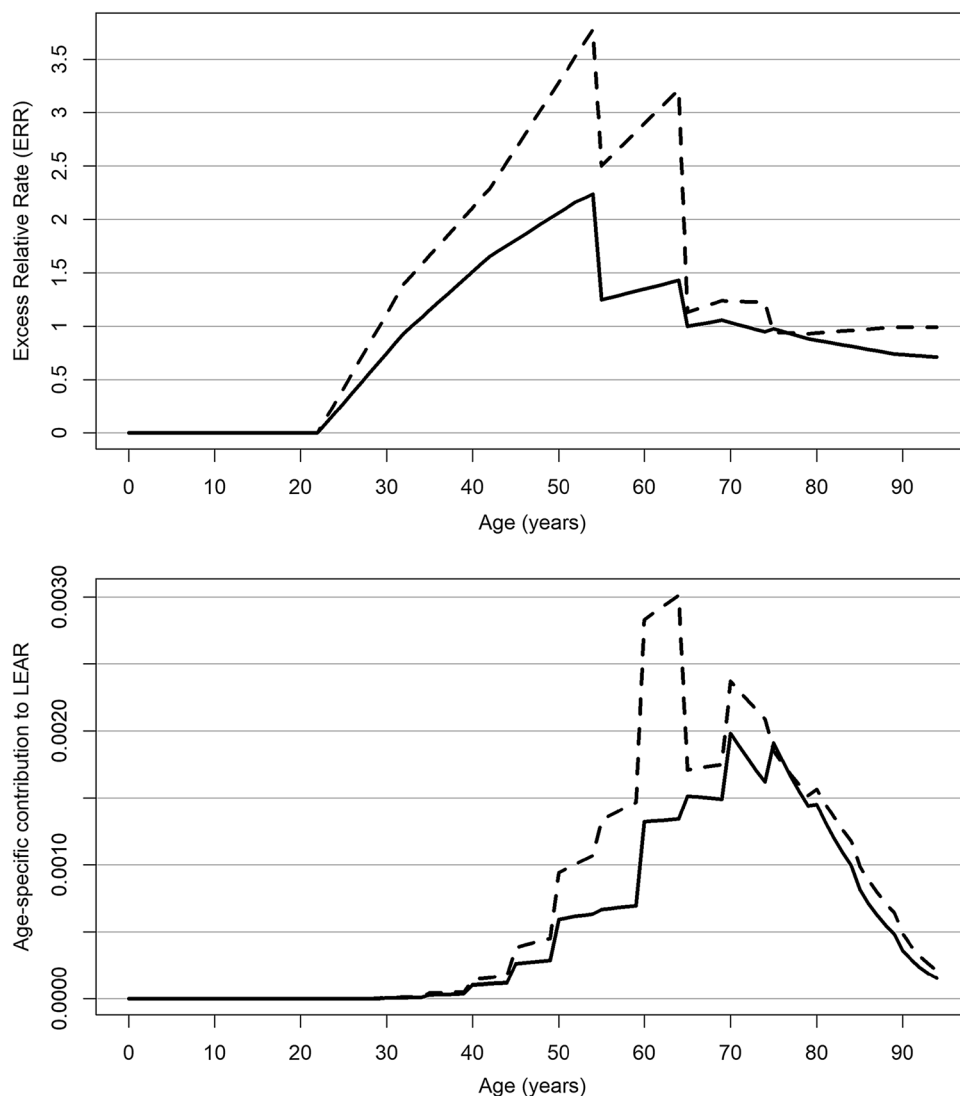 Excess Relative Rate (ERR)
3.5
3
2.5
2
1.5
1
0.5
0
0 10 20 30 40 50 60 70 80 90
Age (years)
Age-specific contribution to LEAR
0.0030
0.0020
0.0010
0.0000
0 10 20 30 40 50 60 70 80 90
Age (years)